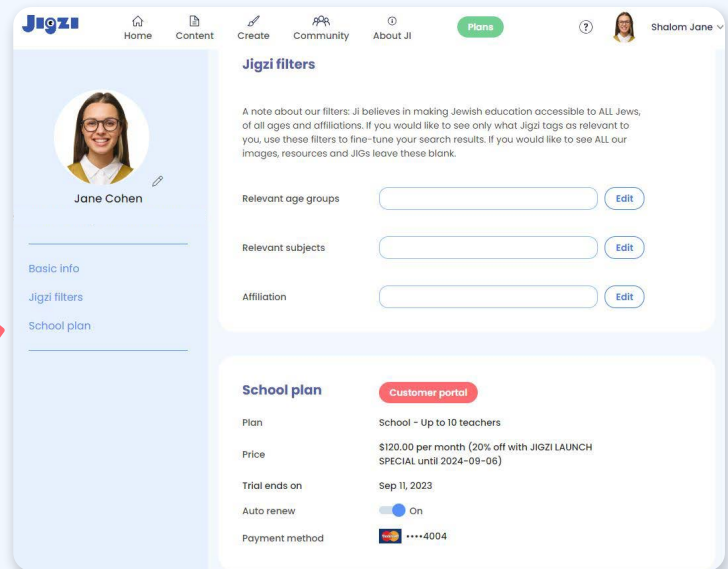 Jigzi
Home
Content
Create
Community
About JI
Plans
?
Shalom Jane
Jane Cohen
Basic info
Jigzi filters
School plan
Jigzi filters
A note about our filters: Ji believes in making Jewish education accessible to ALL Jews,
of all ages and affiliations. If you would like to see only what Jigzi tags as relevant to
you, use these filters to fine-tune your search results. If you would like to see ALL our
images, resources and JIGs leave these blank.
Relevant age groups
Edit
Relevant subjects
Edit
Affiliation
Edit
School plan
Customer portal
Plan
School - Up to 10 teachers
Price
$120.00 per month (20% off with JIGZI LAUNCH
SPECIAL until 2024-09-06)
Trial ends on
Sep 11, 2023
Auto renew
On
Payment method
••••4004